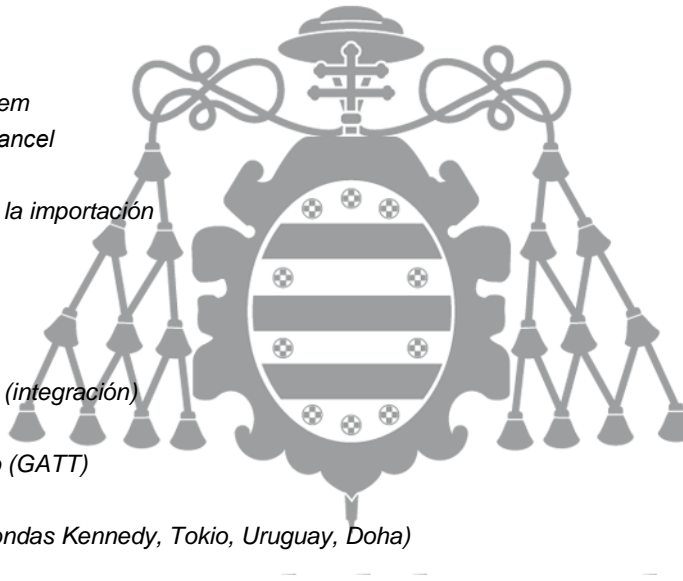 em
ancel
la importación
(integración)
(GATT)
ondas Kennedy, Tokio, Uruguay, Doha)